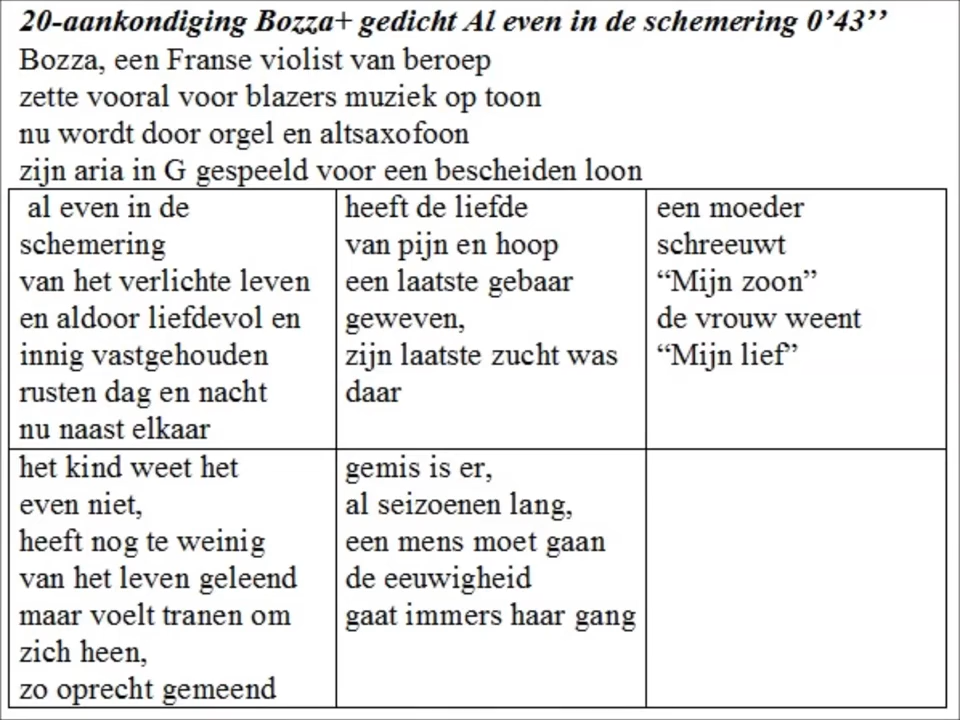 20-aankondiging Bozza+ gedicht Al even in de schemering 0’43’’
Bozza, een Franse violist van beroep
zette vooral voor blazers muziek op toon
nu wordt door orgel en altsaxofoon
zijn aria in G gespeeld voor een bescheiden loon
al even in de
schemering
van het verlichte leven
en aldoor liefdevol en
innig vastgehouden
rusten dag en nacht
nu naast elkaar
heeft de liefde
van pijn en hoop
een laatste gebaar
geweven,
zijn laatste zucht was
daar
een moeder
schreeuwt
“Mijn zoon”
de vrouw weent
“Mijn lief”
het kind weet het
even niet,
heeft nog te weinig
van het leven geleend
maar voelt tranen om
zich heen,
zo oprecht gemeend
gemis is er,
al seizoenen lang,
een mens moet gaan
de eeuwigheid
gaat immers haar gang